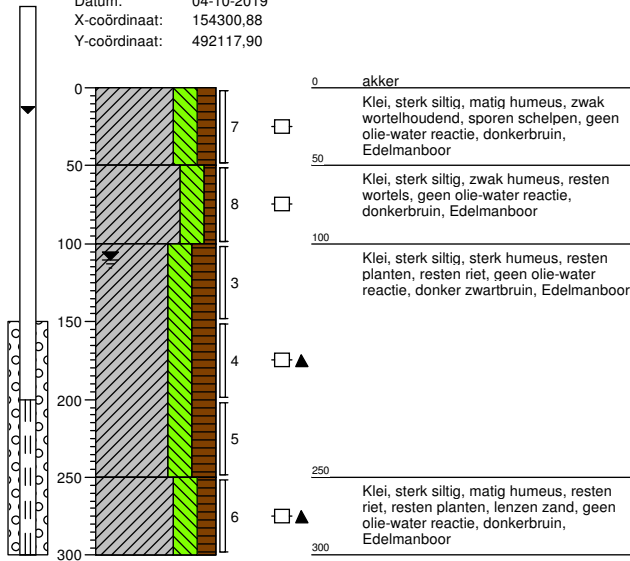 Datum: 04-10-2019
X-coördinaat: 154300,88
Y-coördinaat: 492117,90
0
50
100
150
200
250
300
7
8
3
4
5
6
0 akker
Klei, sterk siltig, matig humeus, zwak
wortelhoudend, sporen schelpen, geen
olie-water reactie, donkerbruin,
Edelmanboor
50
Klei, sterk siltig, zwak humeus, resten
wortels, geen olie-water reactie,
donkerbruin, Edelmanboor
100
Klei, sterk siltig, sterk humeus, resten
planten, resten riet, geen olie-water
reactie, donker zwartbruin, Edelmanboor
250
Klei, sterk siltig, matig humeus, resten
riet, resten planten, lenzen zand, geen
olie-water reactie, donkerbruin,
Edelmanboor
300